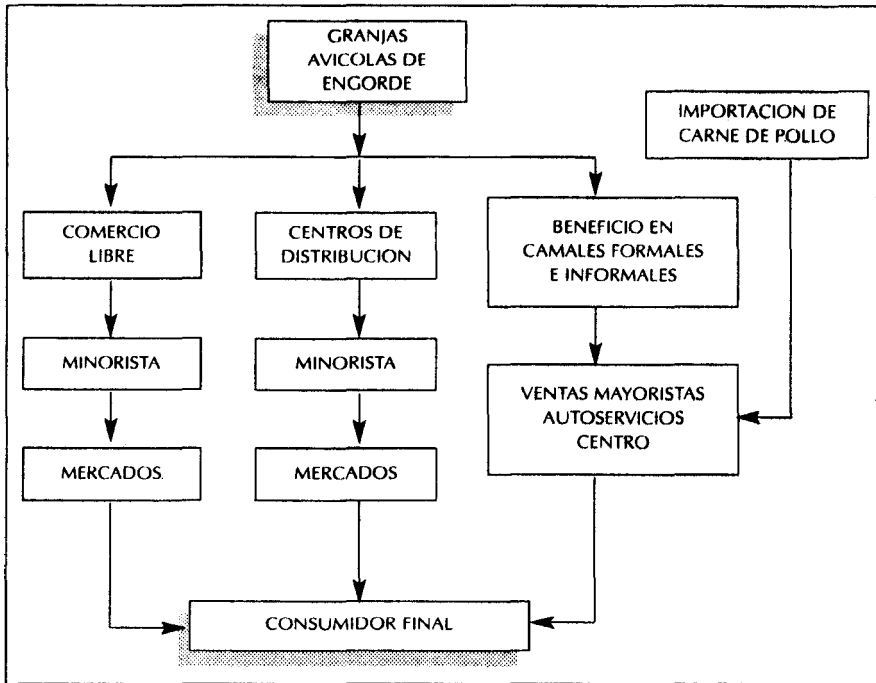 GRANJAS
AVICOLAS DE
ENGORDE
IMPORTACION DE
CARNE DE POLLO
COMERCIO
LIBRE
CENTROS DE
DISTRIBUCION
BENEFICIO EN
CAMALES FORMALES
E INFORMALES
MINORISTA
MINORISTA
VENTAS MAYORISTAS
AUTOSERVICIOS
CENTRO
MERCADOS
MERCADOS
CONSUMIDOR FINAL